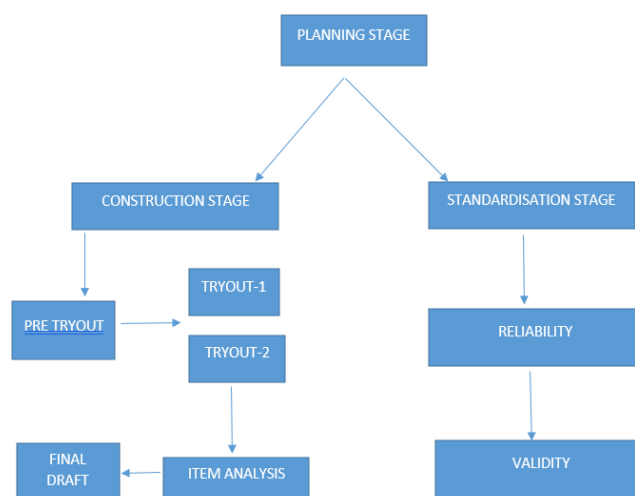 PLANNING STAGE
CONSTRUCTION STAGE
STANDARDISATION STAGE
TRYOUT-1
PRE TRYOUT
TRYOUT-2
RELIABILITY
FINAL
DRAFT
ITEM ANALYSIS
VALIDITY